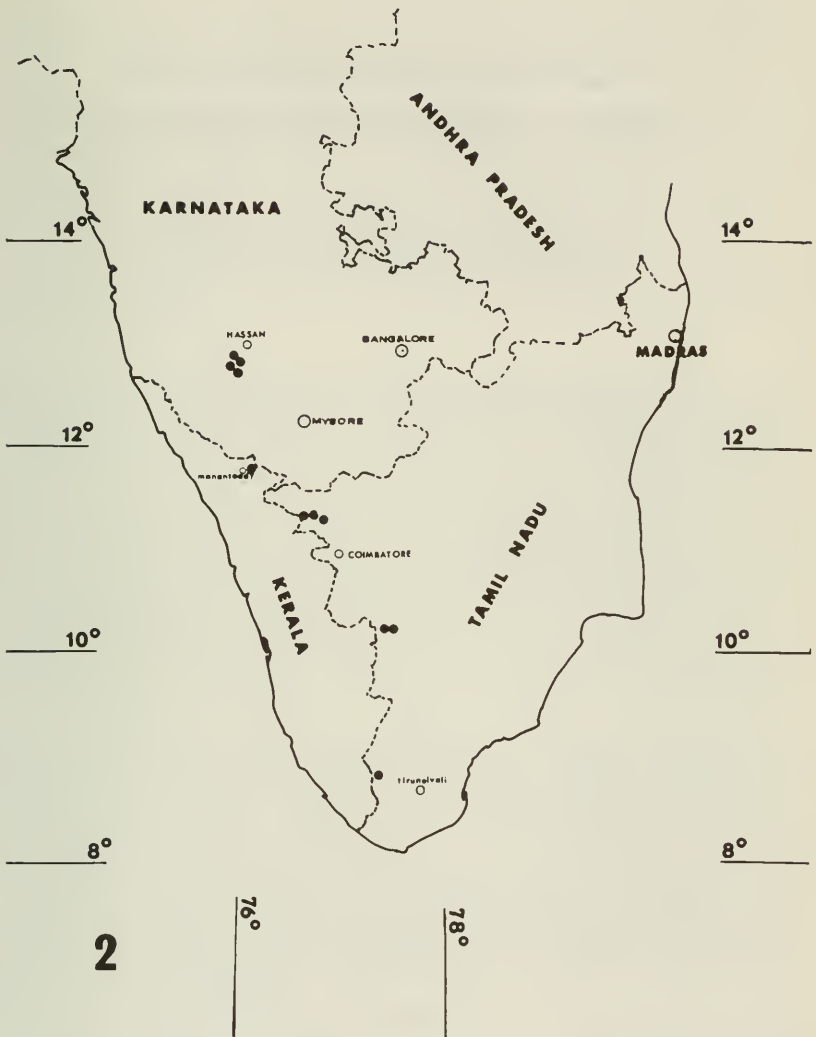 ANDHRA PRADESH
KARNATAKA
14°
14°
HASSAN
BANGALORE
MADRAS
MYSORE
12°
12°
COIMBATORE
TAMIL NADU
KERALA
10°
10°
tirunelvali
8°
8°
76°
78°
2